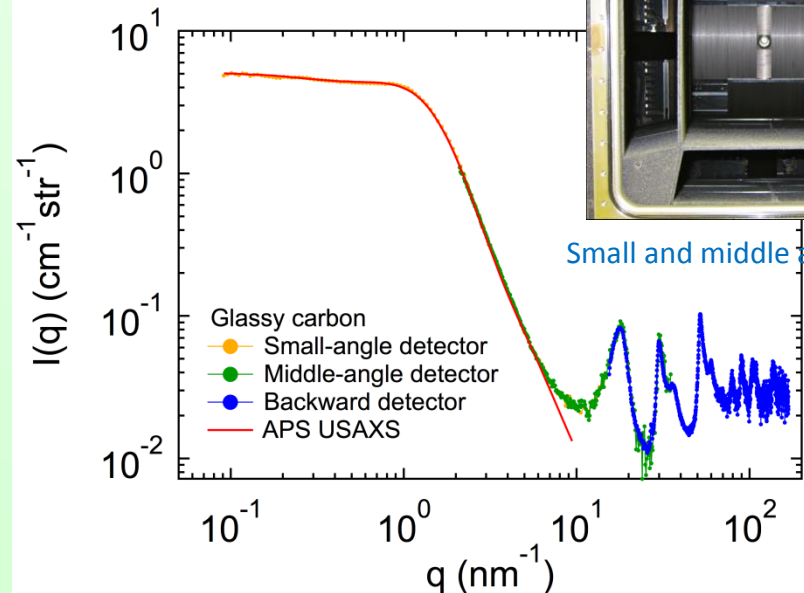 10^1
10^0
10^-1
10^-2
I(q) (cm^-1 str^-1)
Small and middle a
Glassy carbon
Small-angle detector
Middle-angle detector
Backward detector
APS USAXS
10^-1
10^0
10^1
10^2
q (nm^-1)